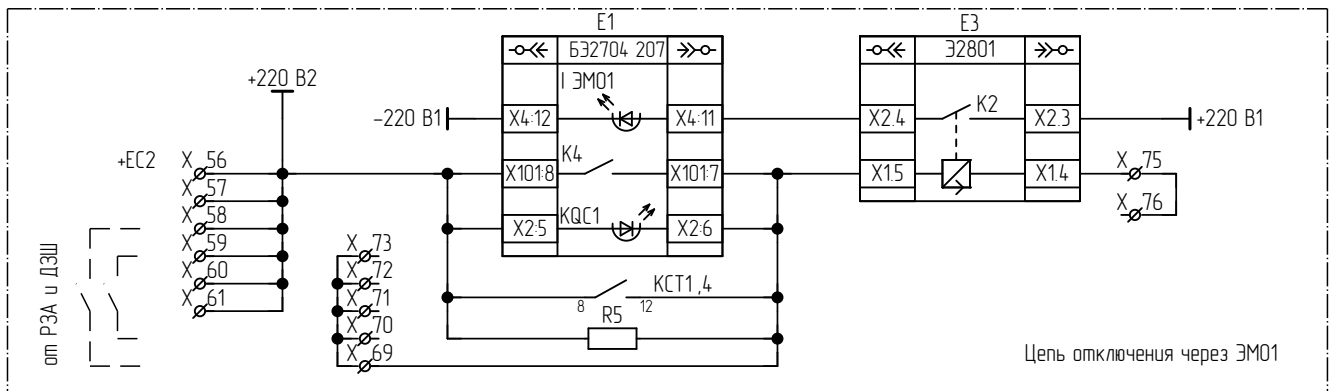 E1
E3
БЭ2704 207
Э2801
+220 В2
I ЭМО1
-220 В1
X4:12
X4:11
X2.4
K2
X2.3
+220 В1
+EC2
X 56
K4
X101:8
X101:7
X1.5
X1.4
X 75
X 57
X 76
X 58
KQC1
X2:5
X2:6
X 59
X 73
X 60
X 72
X 61
X 71
КСТ1,4
8
12
X 70
R5
X 69
от РЗА и ДЗШ
Цепь отключения через ЭМО1